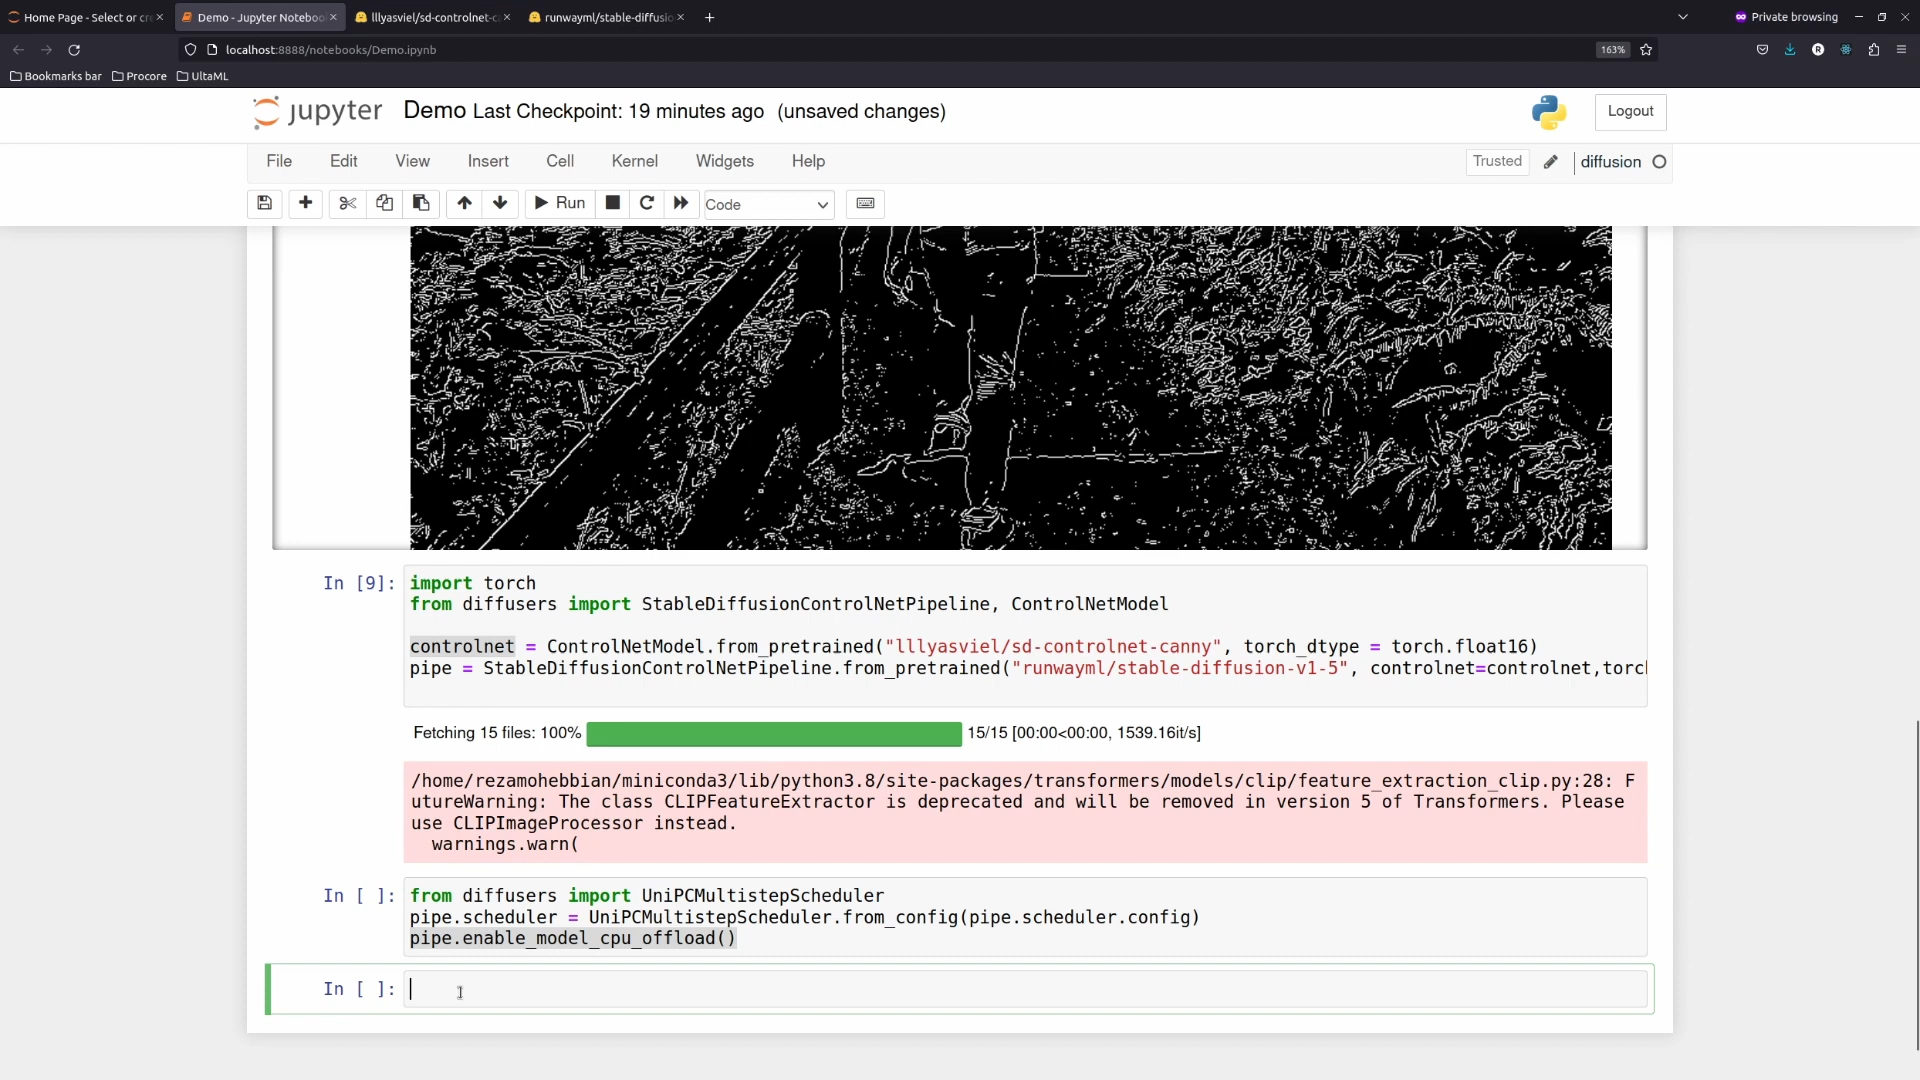 Home Page - Select or cre
Demo - Jupyter Noteboo
lllyasviel/sd-controlnet-c
runwayml/stable-diffusio
Private browsing
localhost:8888/notebooks/Demo.ipynb
163%
Bookmarks bar
Procore
UltaML
jupyter
Demo Last Checkpoint: 19 minutes ago (unsaved changes)
Logout
File
Edit
View
Insert
Cell
Kernel
Widgets
Help
Trusted
diffusion
Run
Code
In [9]:
import torch
from diffusers import StableDiffusionControlNetPipeline, ControlNetModel
controlnet = ControlNetModel.from_pretrained("lllyasviel/sd-controlnet-canny", torch_dtype = torch.float16)
pipe = StableDiffusionControlNetPipeline.from_pretrained("runwayml/stable-diffusion-v1-5", controlnet=controlnet,torch
Fetching 15 files: 100%
15/15 [00:00<00:00, 1539.16it/s]
/home/rezamohebbian/miniconda3/lib/python3.8/site-packages/transformers/models/clip/feature_extraction_clip.py:28: F
utureWarning: The class CLIPFeatureExtractor is deprecated and will be removed in version 5 of Transformers. Please
use CLIPImageProcessor instead.
warnings.warn(
In [ ]:
from diffusers import UniPCMultistepScheduler
pipe.scheduler = UniPCMultistepScheduler.from_config(pipe.scheduler.config)
pipe.enable_model_cpu_offload()
In [ ]: